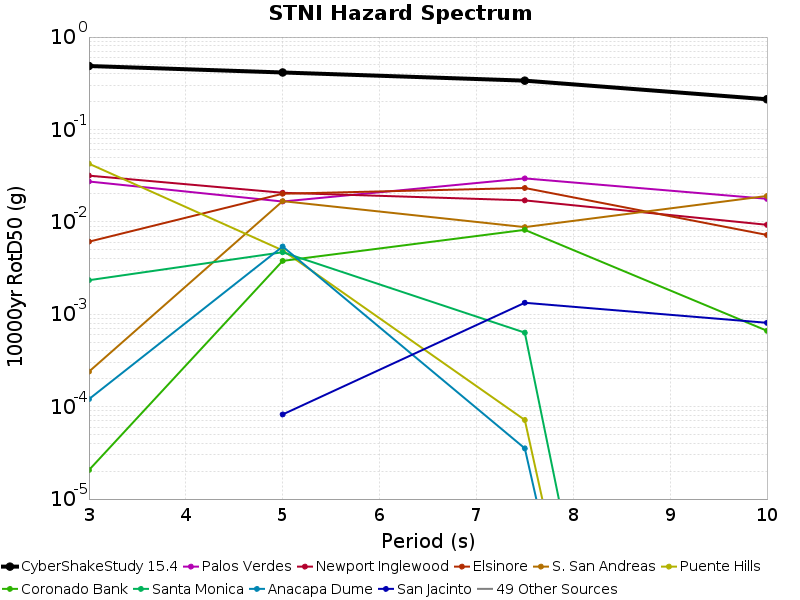 STNI Hazard Spectrum
10^0
10^-1
10^-2
10^-3
10^-4
10^-5
10000yr RotD50 (g)
3 4 5 6 7 8 9 10
Period (s)
CyberShakeStudy 15.4 Palos Verdes Newport Inglewood Elsinore S. San Andreas Puente Hills
Coronado Bank Santa Monica Anacapa Dume San Jacinto 49 Other Sources